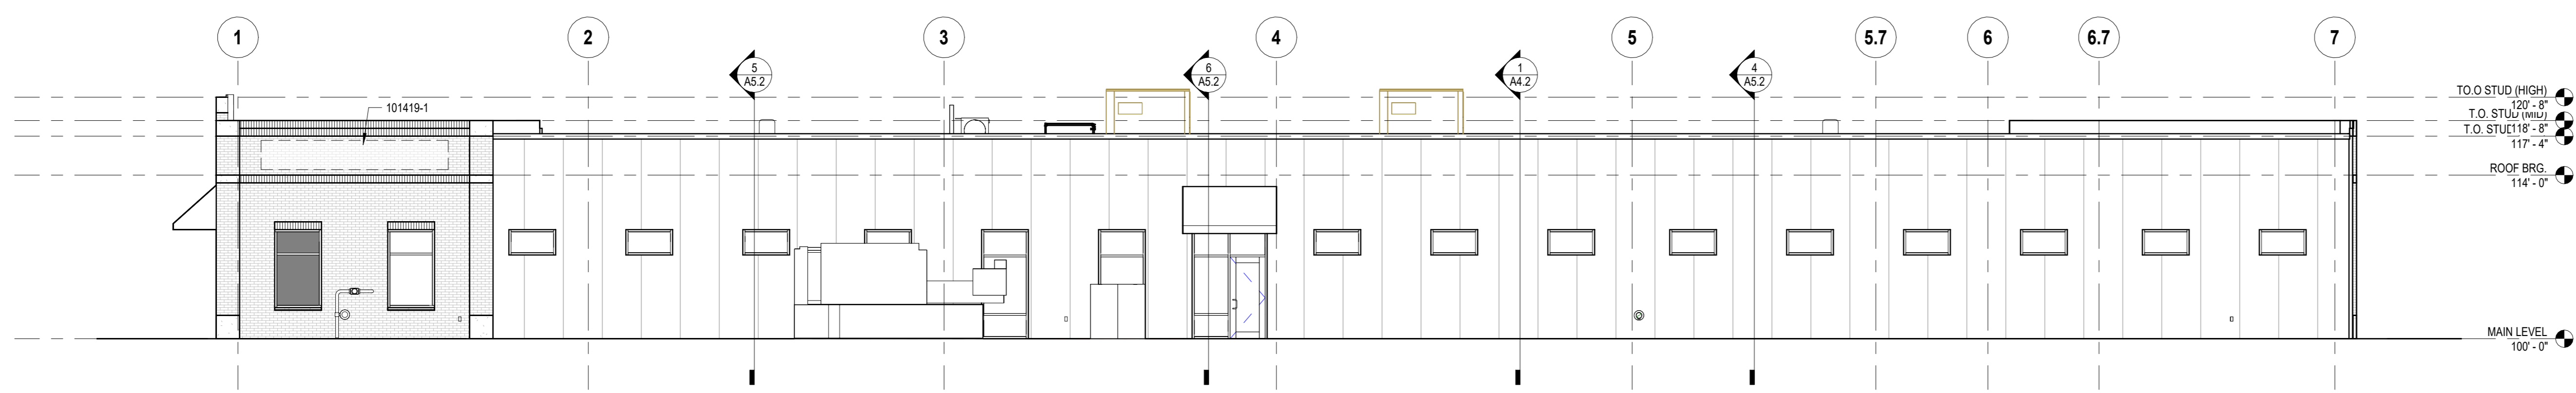 1 2 3 4 5 5.7 6 6.7 7
5 6 1 4
A5.2 A5.2 A4.2 A5.2
101419-1
TO.O STUD (HIGH)
120' - 8"
T.O. STUD (MID)
118' - 8"
T.O. STUD
117' - 4"
ROOF BRG.
114' - 0"
MAIN LEVEL
100' - 0"